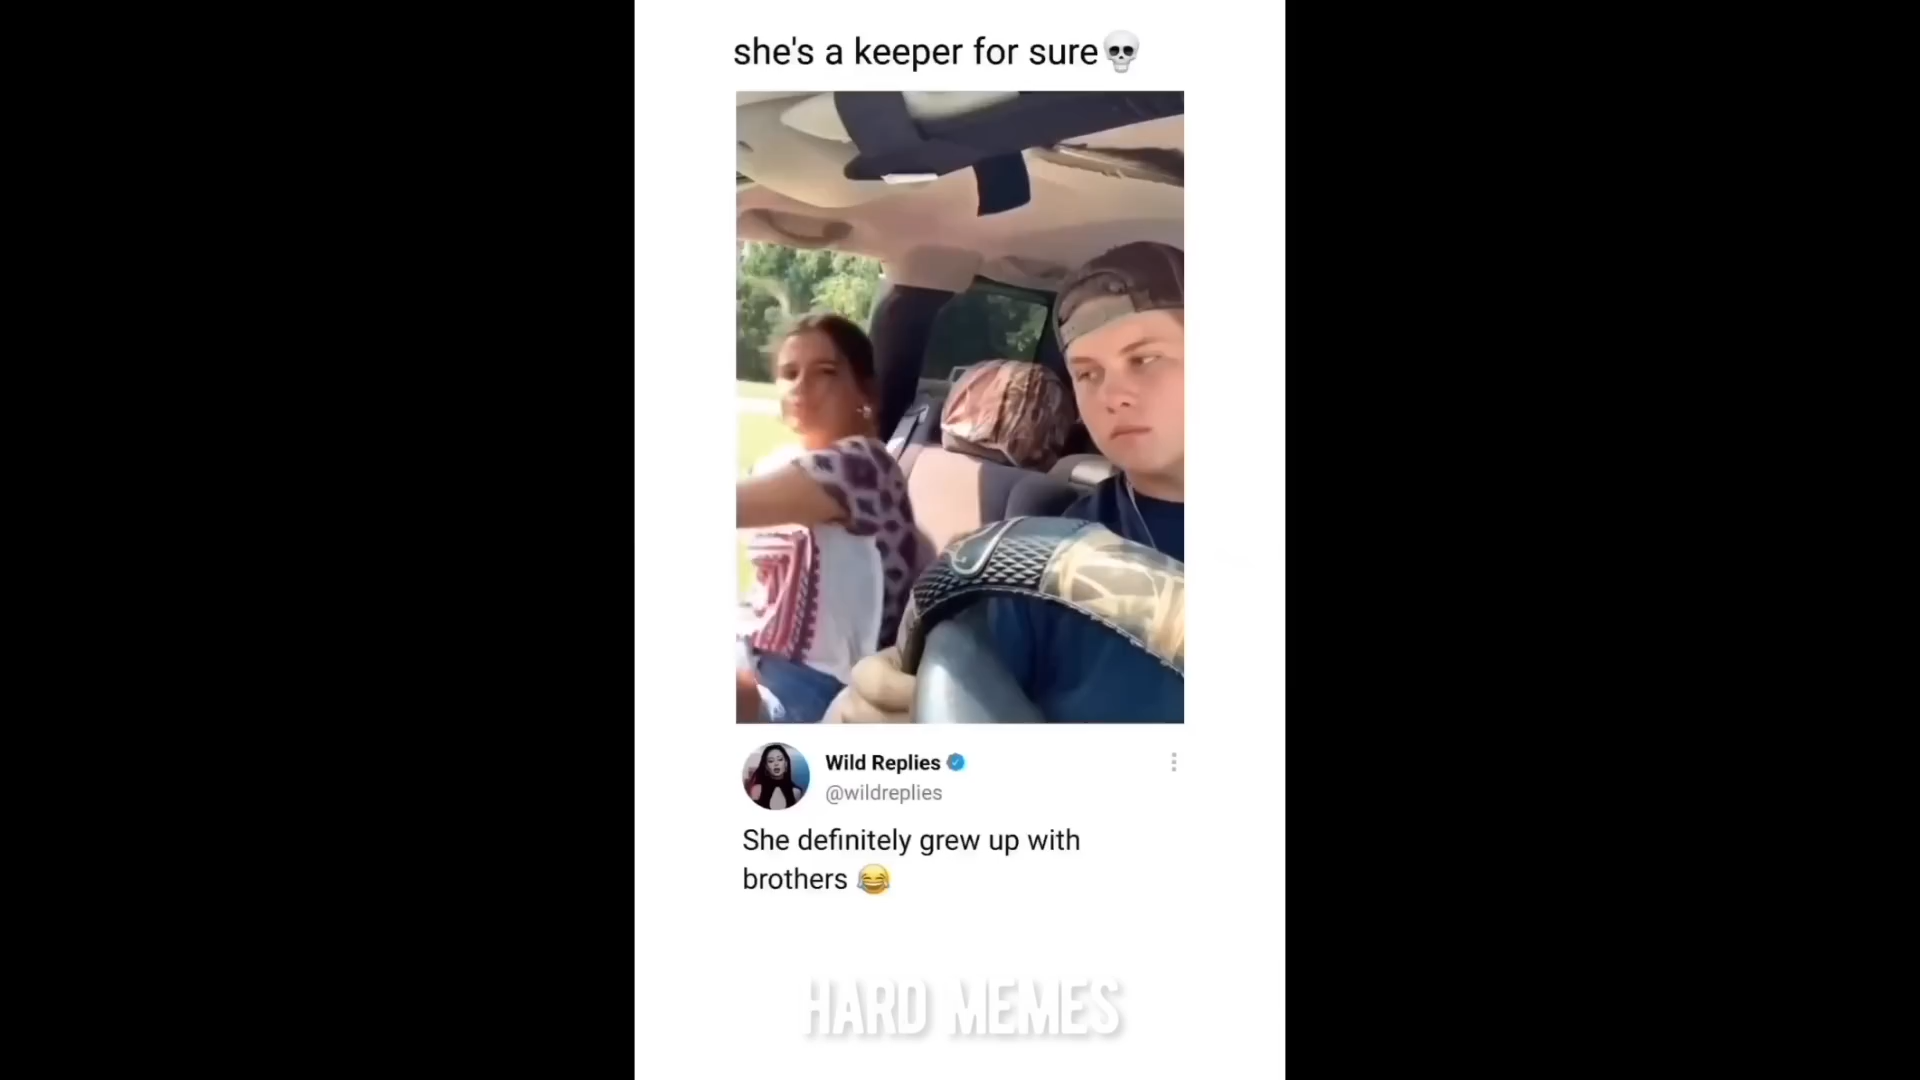 she's a keeper for sure💀
Wild Replies
@wildreplies
She definitely grew up with
brothers 😂
HARD MEMES